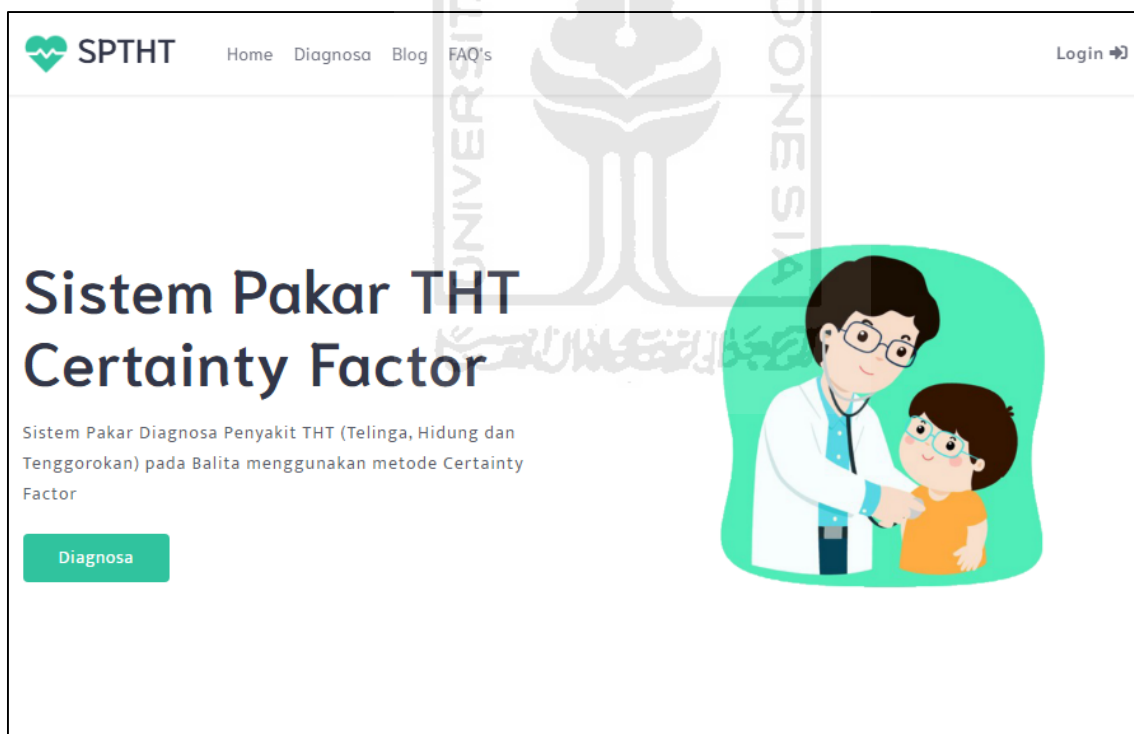 SPTHT
Home Diagnosa Blog FAQ's
Login
Sistem Pakar THT
Certainty Factor
Sistem Pakar Diagnosa Penyakit THT (Telinga, Hidung dan
Tenggorokan) pada Balita menggunakan metode Certainty
Factor
Diagnosa